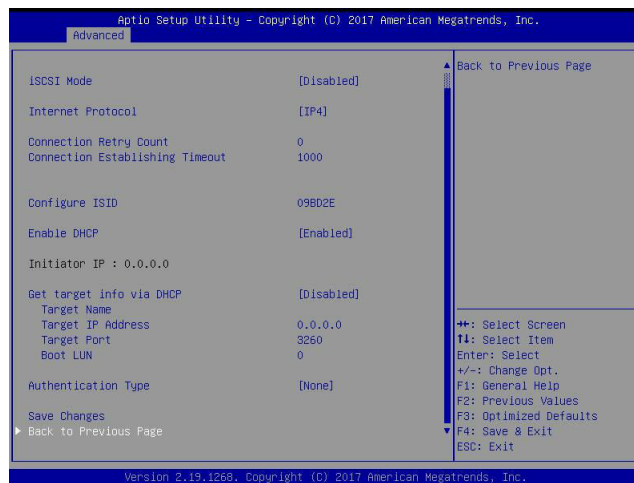 Aptio Setup Utility – Copyright (C) 2017 American Megatrends, Inc.
Advanced
iSCSI Mode [Disabled]
Internet Protocol [IP4]
Connection Retry Count 0
Connection Establishing Timeout 1000
Configure ISID 09BD2E
Enable DHCP [Enabled]
Initiator IP : 0.0.0.0
Get target info via DHCP [Disabled]
Target Name
Target IP Address 0.0.0.0
Target Port 3260
Boot LUN 0
Authentication Type [None]
Save Changes
Back to Previous Page
Back to Previous Page
→←: Select Screen
↑↓: Select Item
Enter: Select
+/-: Change Opt.
F1: General Help
F2: Previous Values
F3: Optimized Defaults
F4: Save & Exit
ESC: Exit
Version 2.19.1268. Copyright (C) 2017 American Megatrends, Inc.